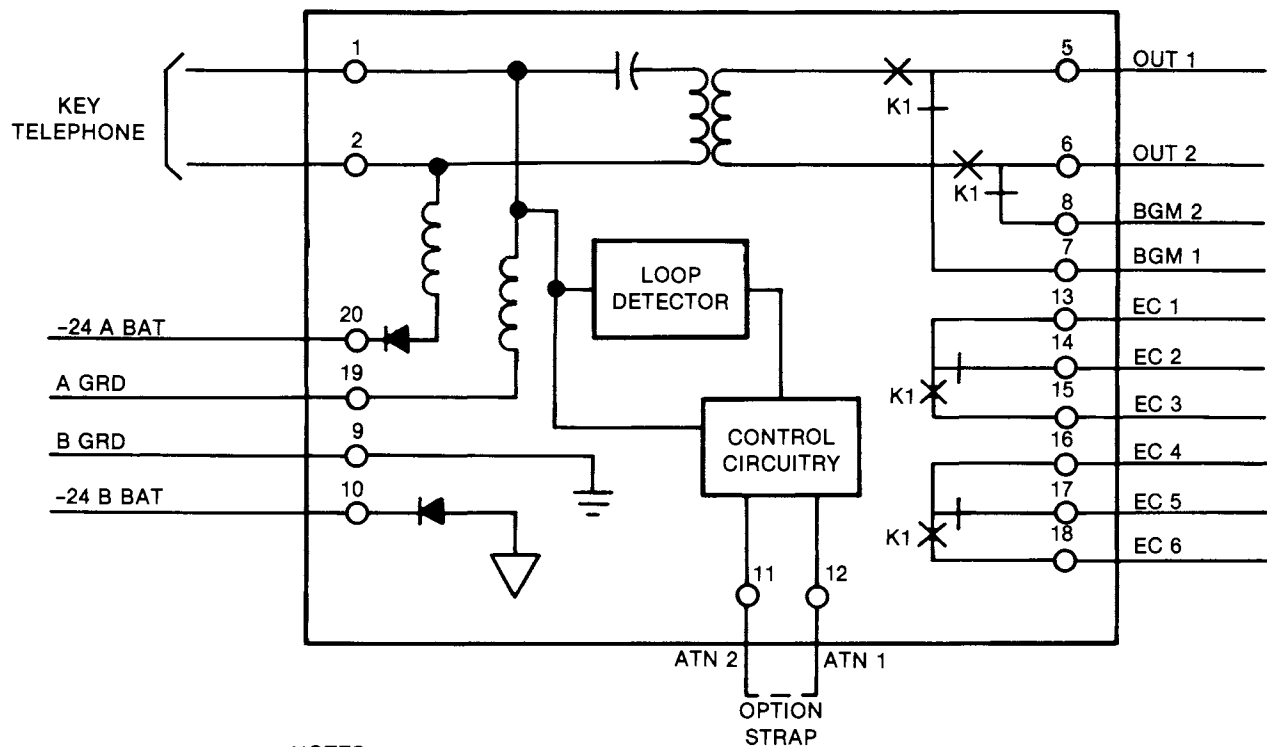 KEY
TELEPHONE
1
2
5
OUT 1
K1
6
OUT 2
K1
8
BGM 2
7
BGM 1
LOOP
DETECTOR
13
EC 1
14
EC 2
K1
15
EC 3
-24 A BAT
20
A GRD
19
B GRD
9
-24 B BAT
10
CONTROL
CIRCUITRY
16
EC 4
17
EC 5
K1
18
EC 6
11
12
ATN 2
ATN 1
OPTION
STRAP